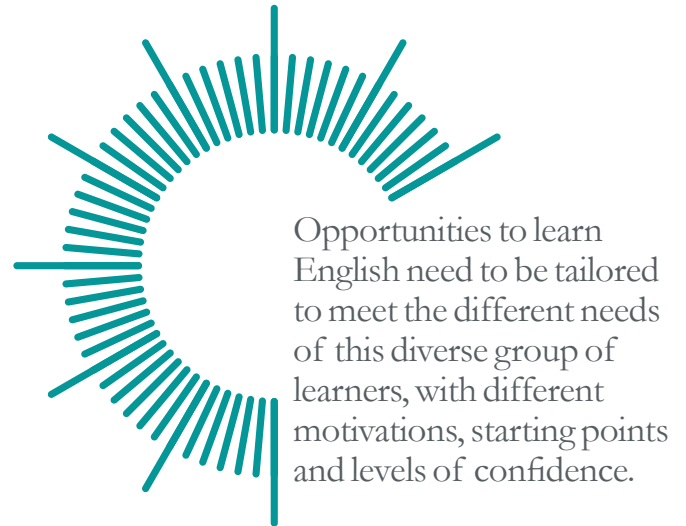 Opportunities to learn
English need to be tailored
to meet the different needs
of this diverse group of
learners, with different
motivations, starting points
and levels of confidence.